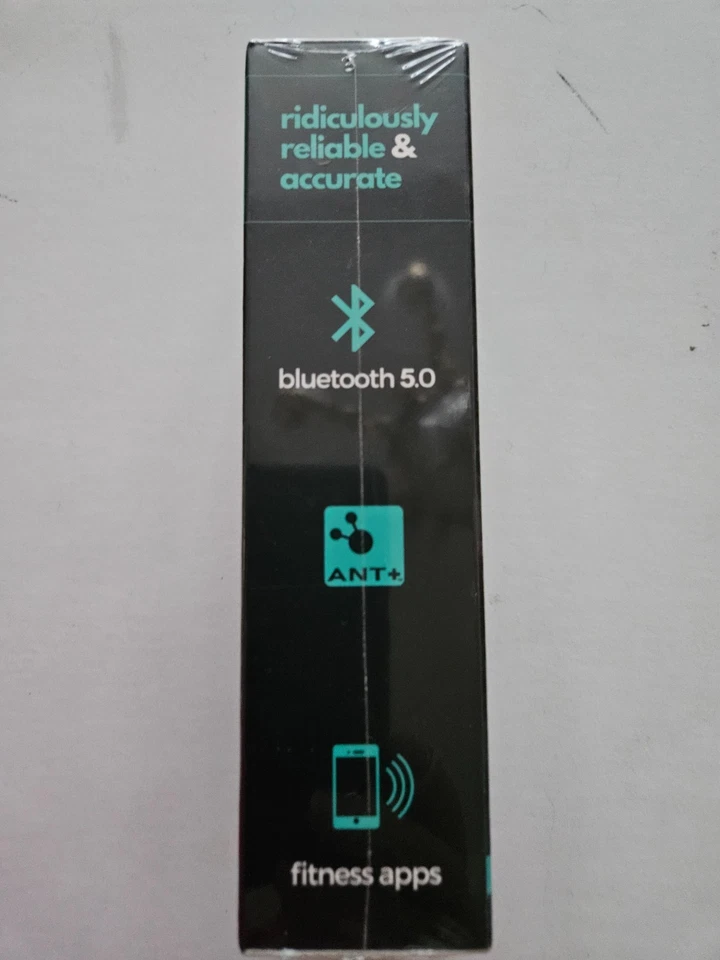 ridiculously
reliable &
accurate
bluetooth 5.0
ANT+
fitness apps